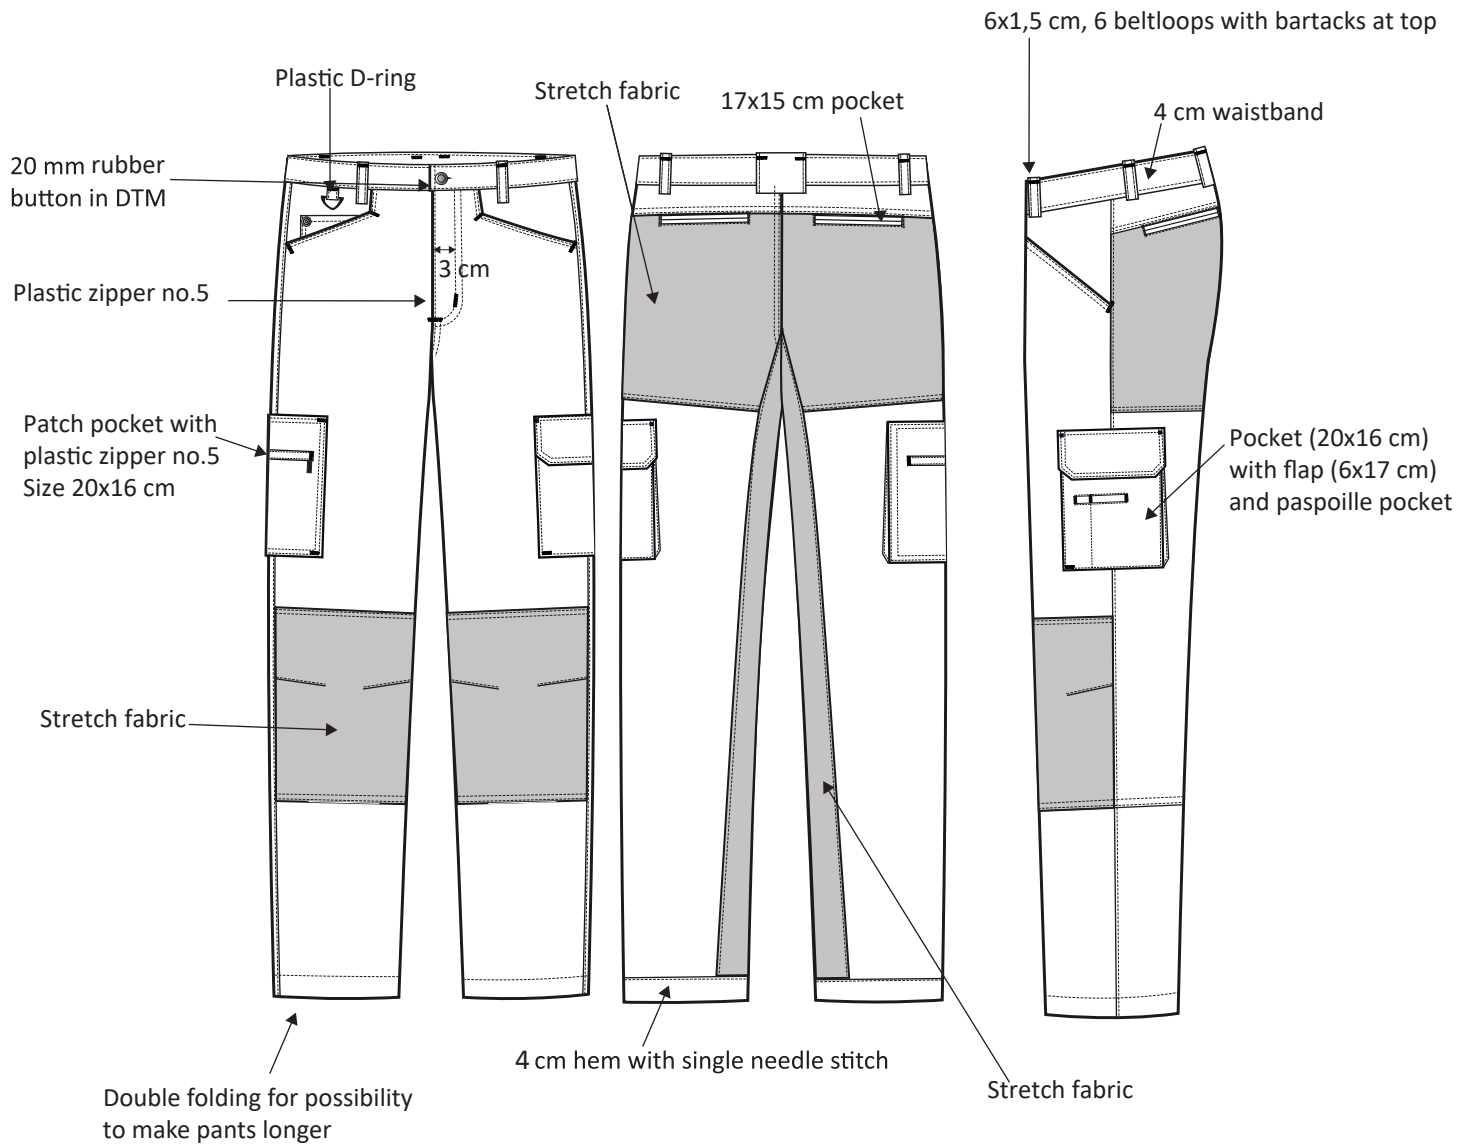 6x1,5 cm, 6 beltloops with bartacks at top
Plastic D-ring
Stretch fabric
17x15 cm pocket
4 cm waistband
20 mm rubber
button in DTM
3 cm
Plastic zipper no.5
Patch pocket with
plastic zipper no.5
Size 20x16 cm
Pocket (20x16 cm)
with flap (6x17 cm)
and paspoille pocket
Stretch fabric
4 cm hem with single needle stitch
Stretch fabric
Double folding for possibility
to make pants longer